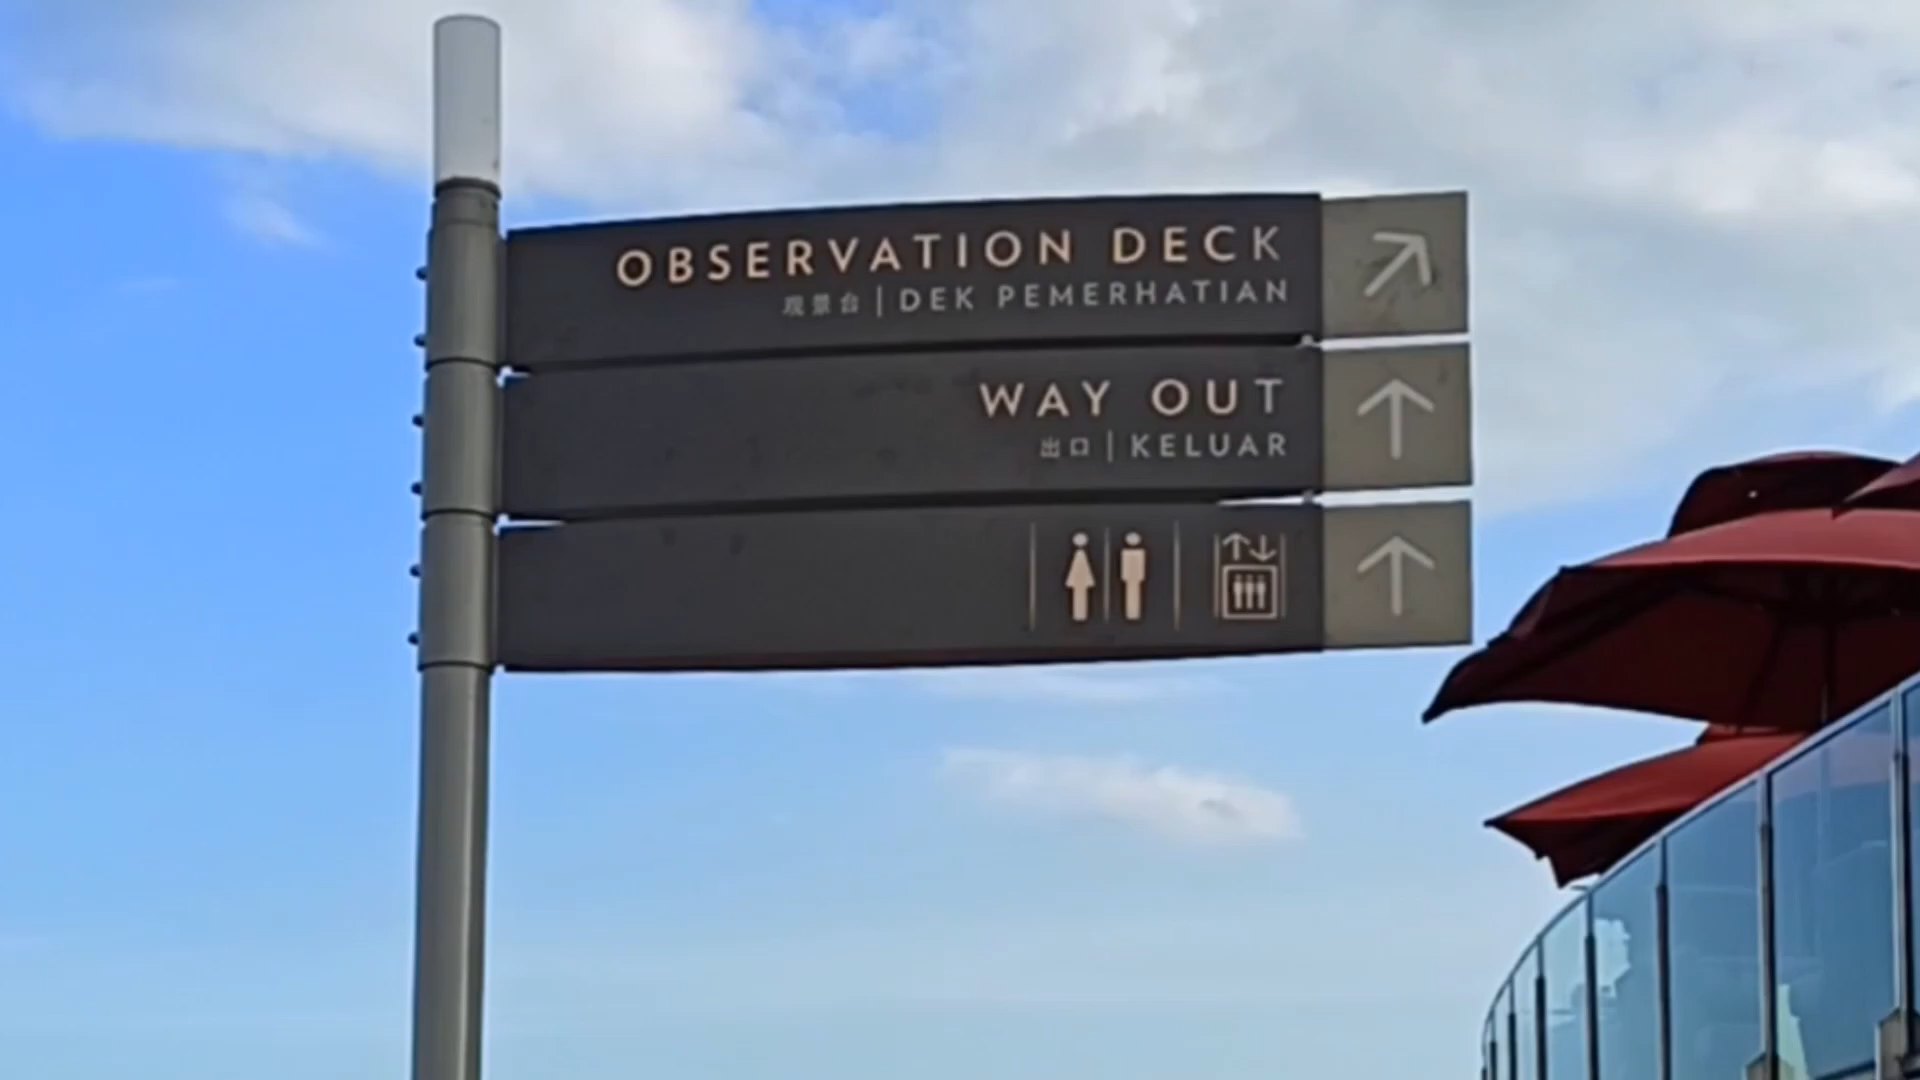 OBSERVATION DECK
观景台 | DEK PEMERHATIAN
WAY OUT
出口 | KELUAR